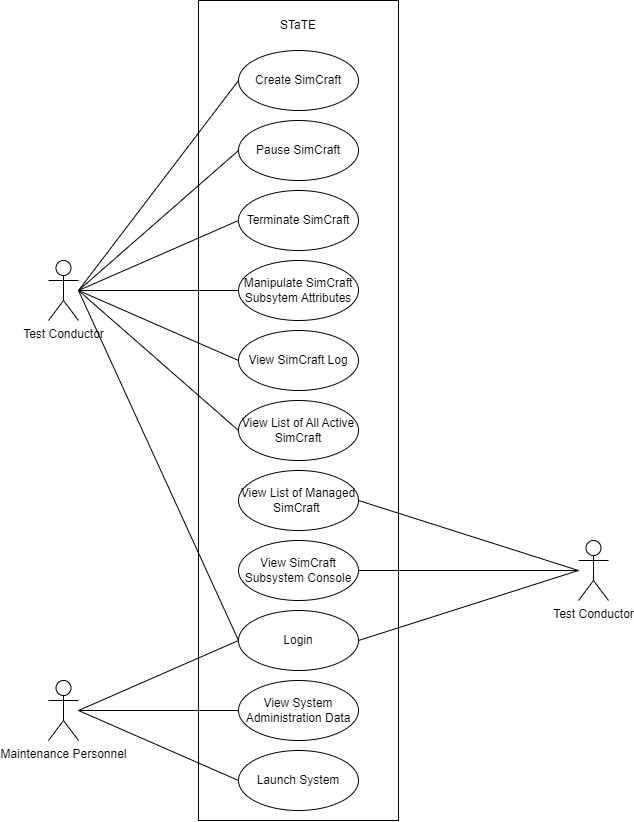 STaTE
Create SimCraft
Pause SimCraft
Terminate SimCraft
Manipulate SimCraft
Subsytem Attributes
Test Conductor
View SimCraft Log
View List of All Active
SimCraft
View List of Managed
SimCraft
View SimCraft
Subsystem Console
Test Conductor
Login
View System
Administration Data
Maintenance Personnel
Launch System